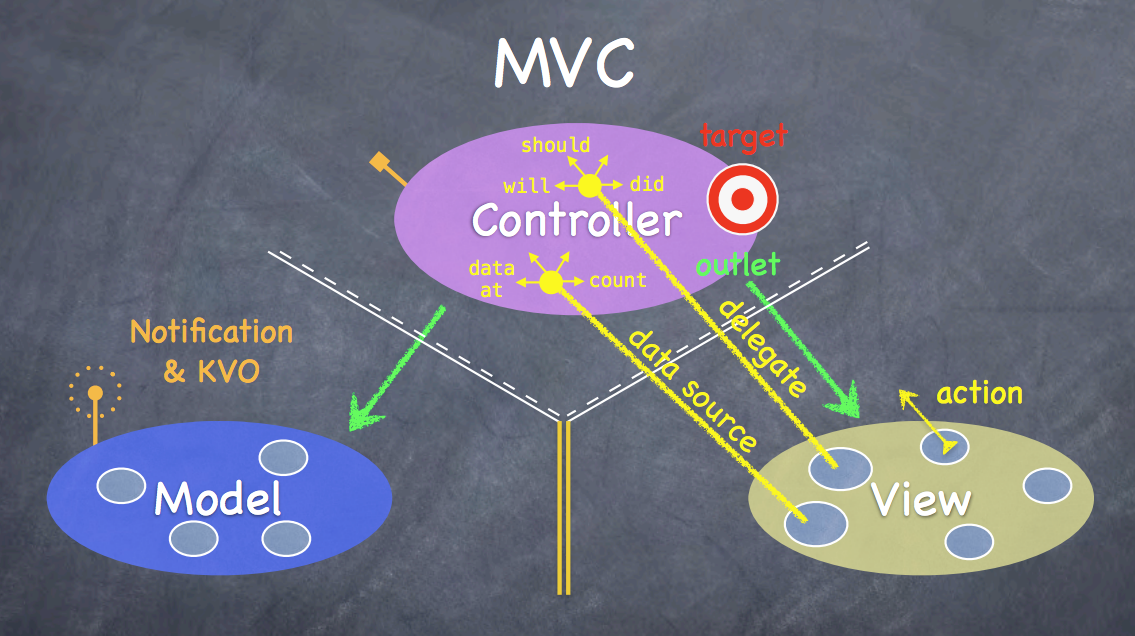 MVC
should
target
will
did
Controller
data
at
count
outlet
delegate
data source
Notification
& KVO
action
Model
View